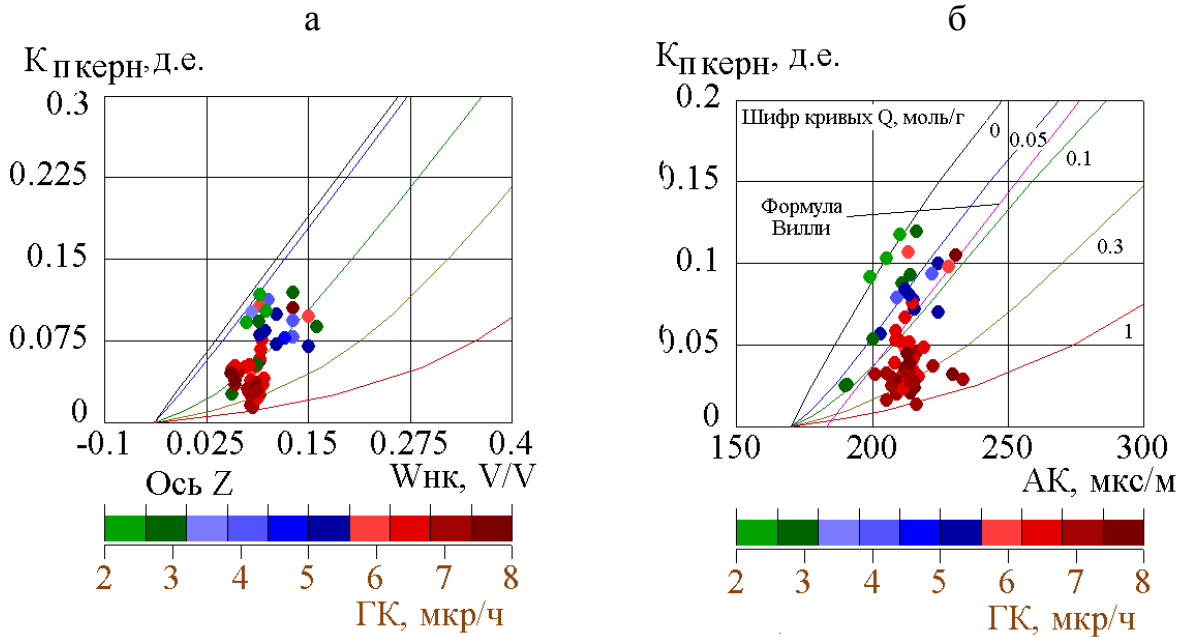 а
б
К пкерн, д.е.
0.3
0.225
0.15
0.075
0
-0.1 0.025 0.15 0.275 0.4
Ось Z
Wнк, V/V
2 3 4 5 6 7 8
ГК, мкр/ч
Кпкерн, д.е.
0.2
0.15
0.1
0.05
0
Шифр кривых Q, моль/г
0
0.05
0.1
Формула
Вилли
0.3
1
150 200 250 300
АК, мкс/м
2 3 4 5 6 7 8
ГК, мкр/ч